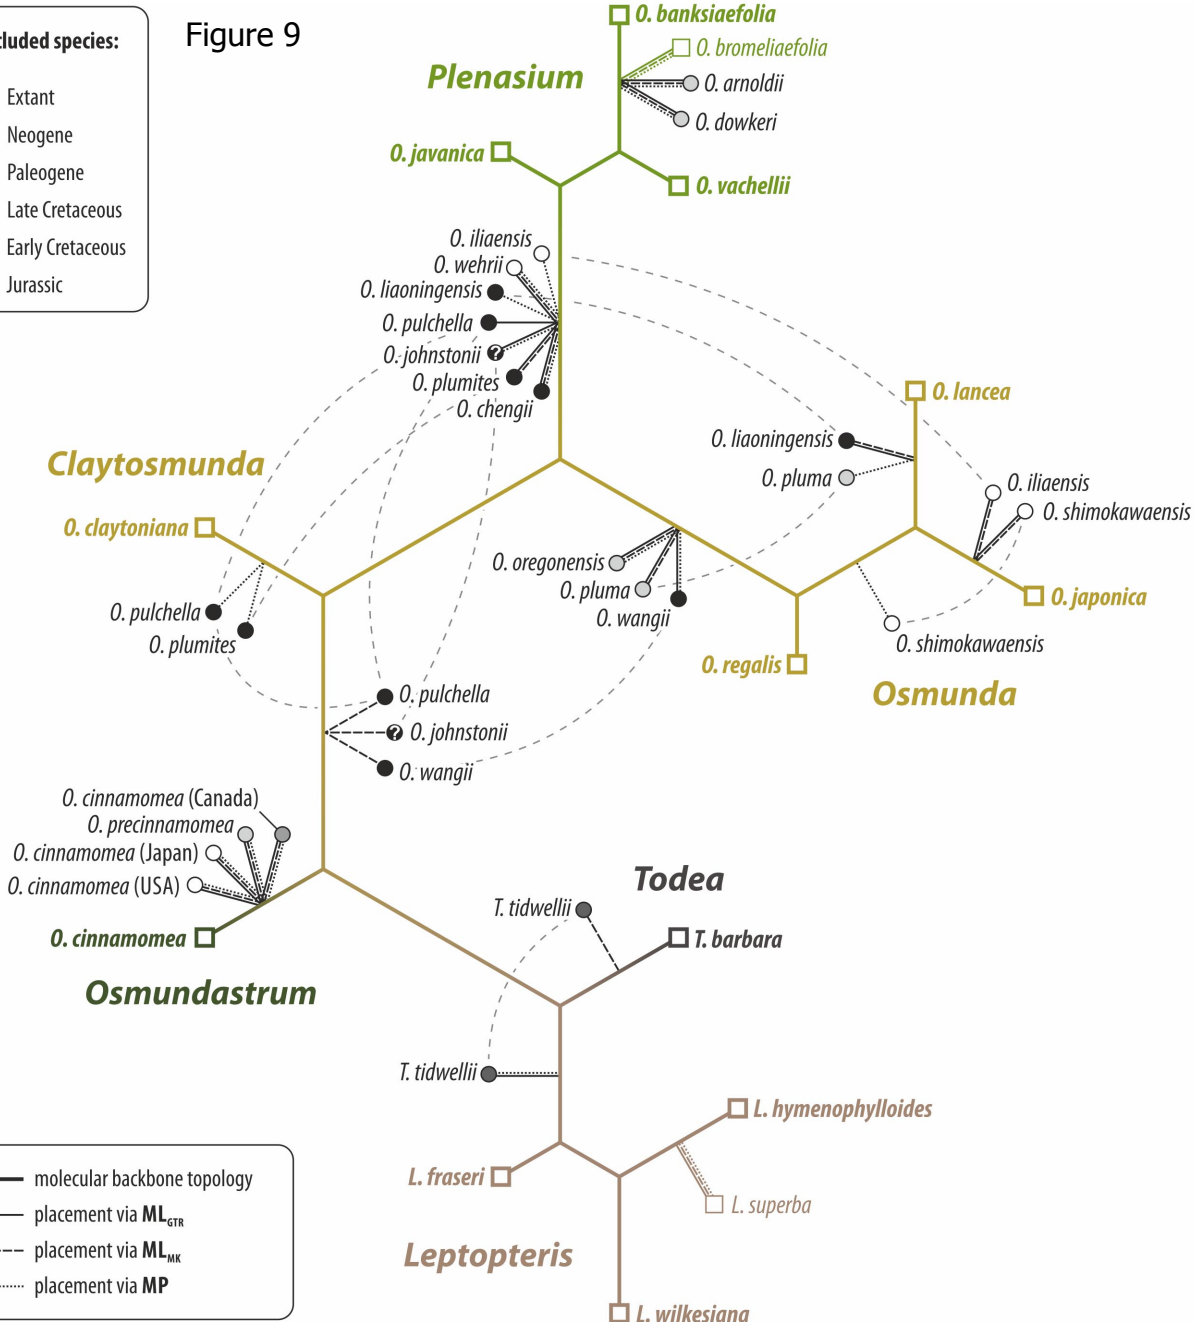 Figure 9
cluded species:
Extant
Neogene
Paleogene
Late Cretaceous
Early Cretaceous
Jurassic
O. banksiaefolia
O. bromeliaefolia
Plenasium
O. arnoldii
O. dowkeri
O. javanica
O. vachellii
O. iliaensis
O. wehrii
O. liaoningensis
O. pulchella
O. johnstonii
?
O. plumites
O. chengii
O. lancea
O. liaoningensis
O. pluma
O. iliaensis
O. shimokawaensis
Claytosmunda
O. claytoniana
O. oregonensis
O. pluma
O. wangii
O. japonica
O. pulchella
O. plumites
O. shimokawaensis
O. regalis
Osmunda
O. pulchella
? O. johnstonii
O. wangii
O. cinnamomea (Canada)
O. precinnamomea
O. cinnamomea (Japan)
O. cinnamomea (USA)
O. cinnamomea
Osmundastrum
Todea
T. tidwellii
T. barbara
T. tidwellii
L. hymenophylloides
L. fraseri
L. superba
Leptopteris
L. wilkesiana
molecular backbone topology
placement via MLGTR
placement via MLMK
placement via MP